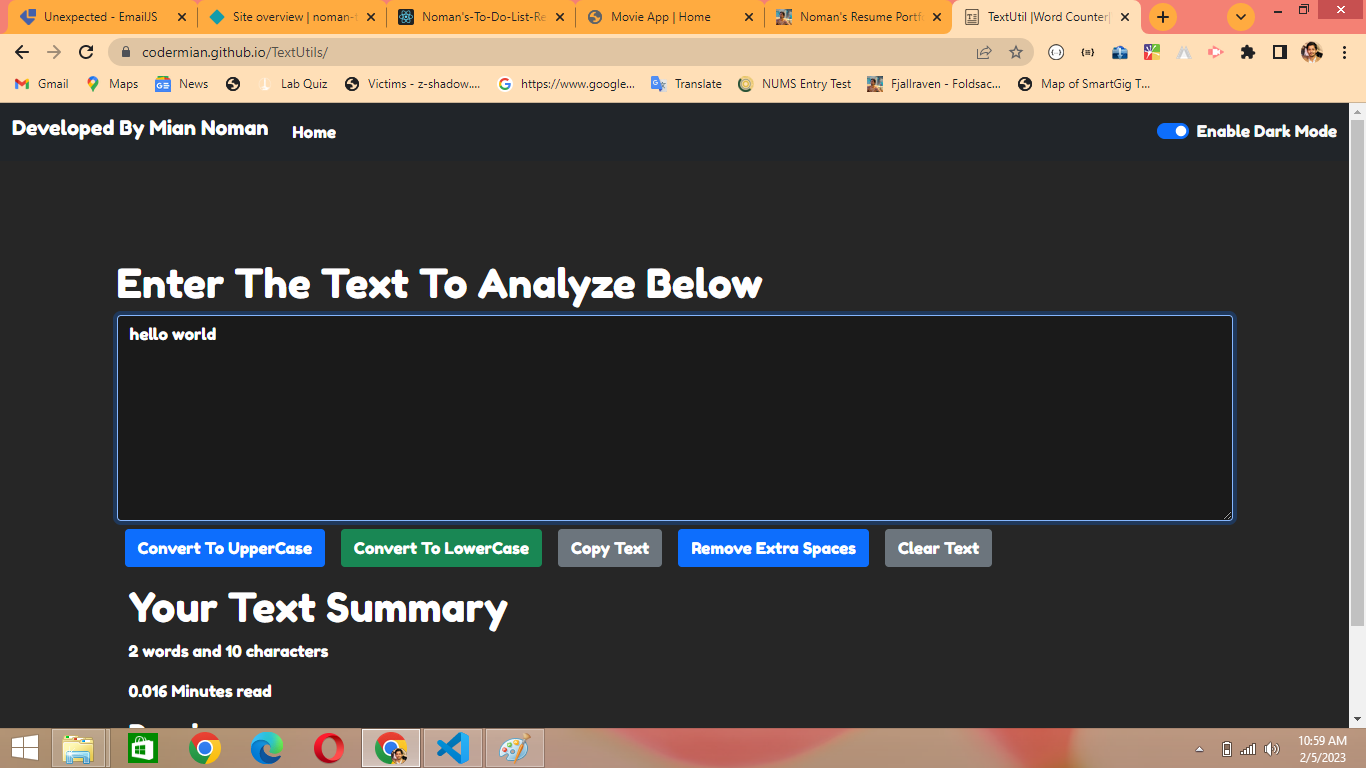 Unexpected - EmailJS
Site overview | noman-t
Noman's-To-Do-List-Re
Movie App | Home
Noman's Resume Portf
TextUtil |Word Counter|
codermian.github.io/TextUtils/
Gmail
Maps
News
Lab Quiz
Victims - z-shadow....
https://www.google...
Translate
NUMS Entry Test
Fjallraven - Foldsac...
Map of SmartGig T...
Developed By Mian Noman
Home
Enable Dark Mode
Enter The Text To Analyze Below
hello world
Convert To UpperCase
Convert To LowerCase
Copy Text
Remove Extra Spaces
Clear Text
Your Text Summary
2 words and 10 characters
0.016 Minutes read
10:59 AM
2/5/2023